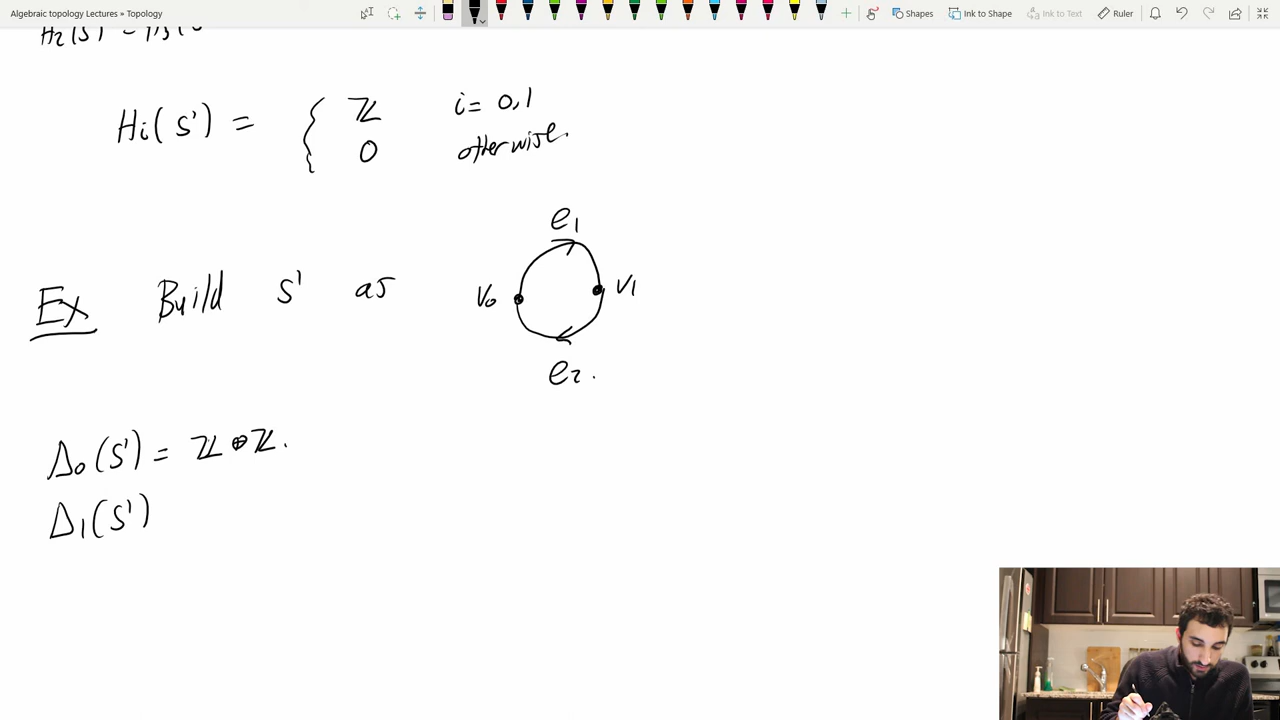 Algebraic topology Lectures » Topology
Shapes Ink to Shape Ink to Text Ruler
Hi(S¹) = { ℤ i = 0,1
0 otherwise.
e₁
Ex Build S¹ as v₀ v₁
e₂.
Δ₀(S¹) = ℤ ⊕ ℤ.
Δ₁(S¹)